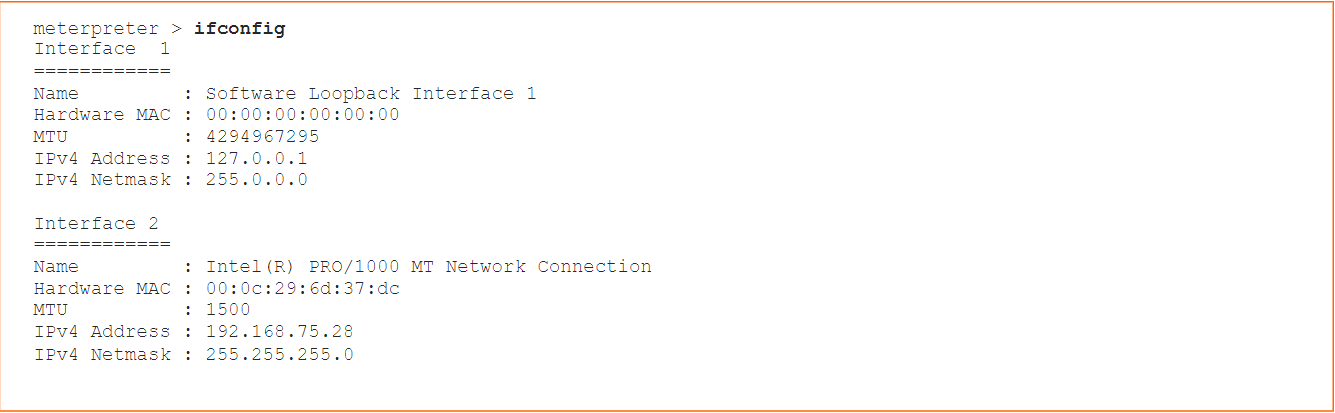 meterpreter > ifconfig
Interface  1
============
Name         : Software Loopback Interface 1
Hardware MAC : 00:00:00:00:00:00
MTU          : 4294967295
IPv4 Address : 127.0.0.1
IPv4 Netmask : 255.0.0.0
Interface 2
============
Name         : Intel(R) PRO/1000 MT Network Connection
Hardware MAC : 00:0c:29:6d:37:dc
MTU          : 1500
IPv4 Address : 192.168.75.28
IPv4 Netmask : 255.255.255.0